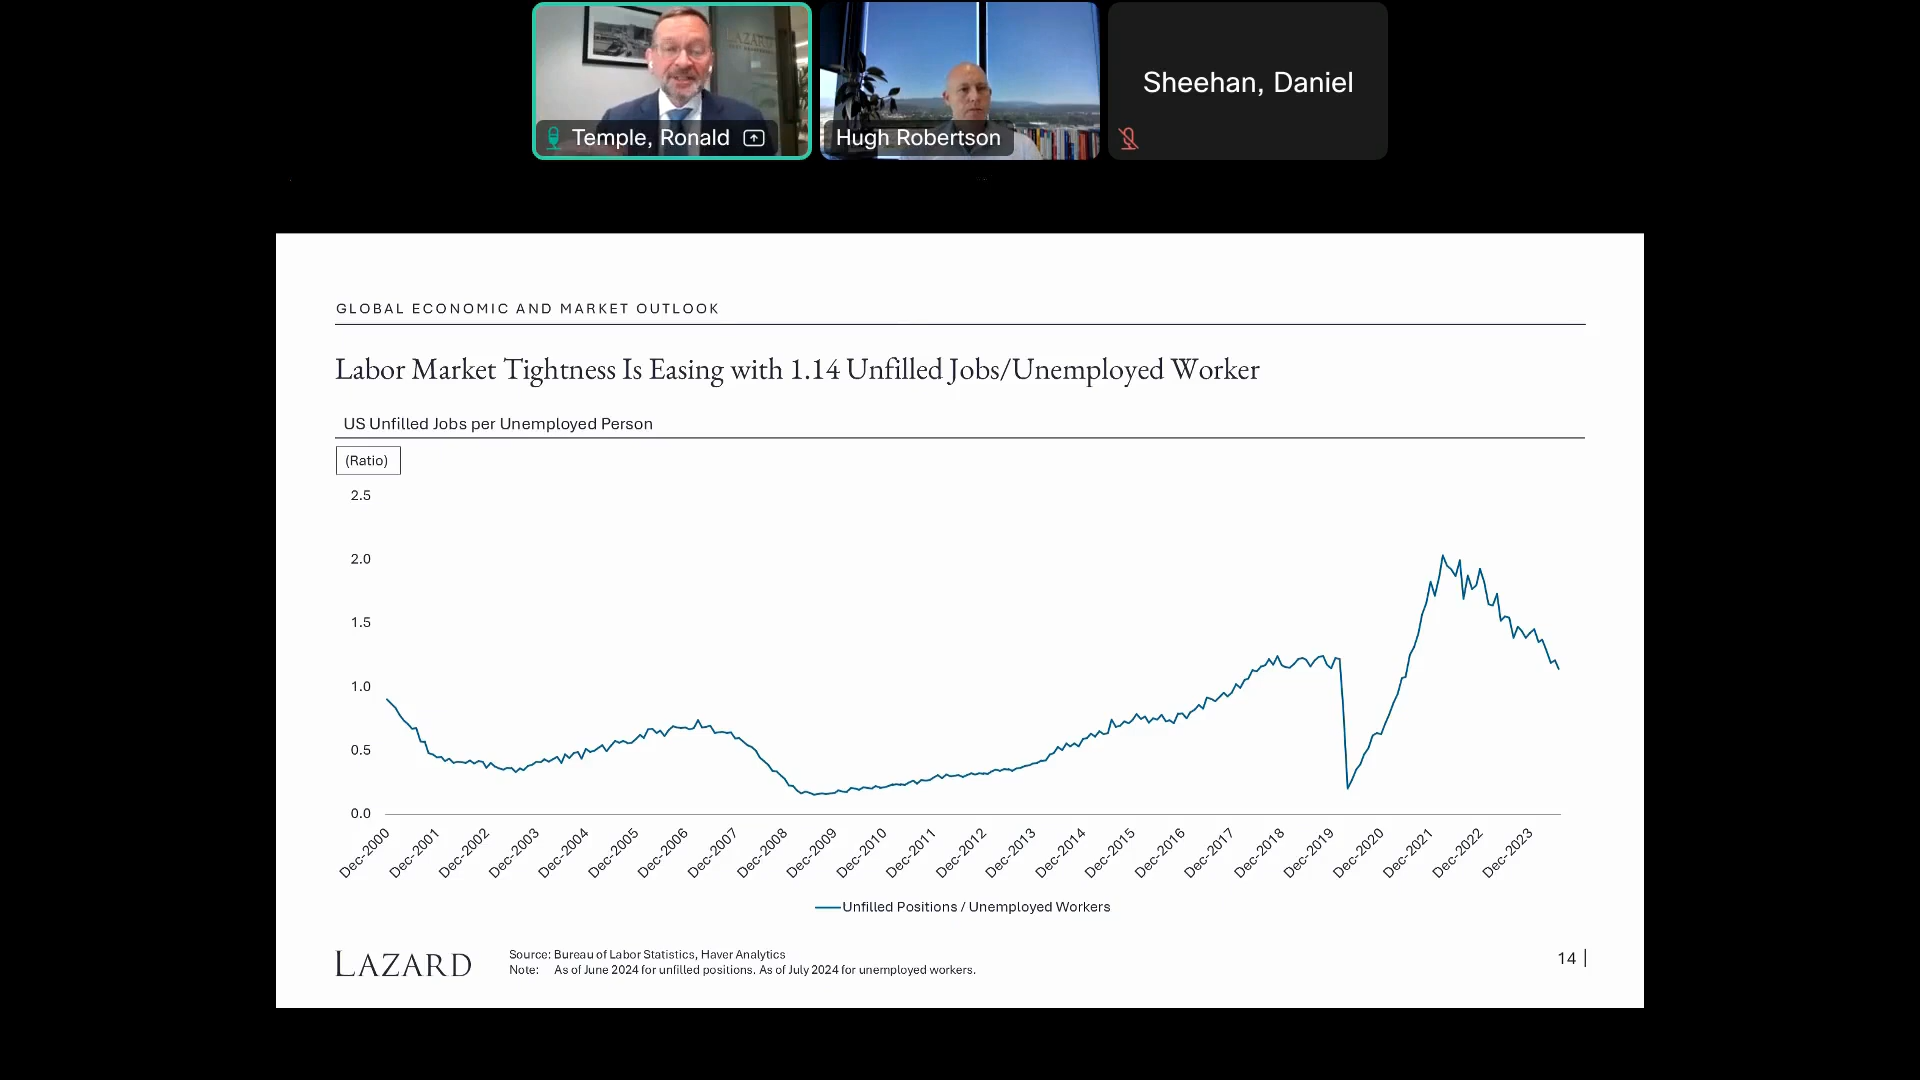 LAZARD
Temple, Ronald
Hugh Robertson
Sheehan, Daniel
GLOBAL ECONOMIC AND MARKET OUTLOOK
Labor Market Tightness Is Easing with 1.14 Unfilled Jobs/Unemployed Worker
US Unfilled Jobs per Unemployed Person
(Ratio)
2.5
2.0
1.5
1.0
0.5
0.0
Dec-2000
Dec-2001
Dec-2002
Dec-2003
Dec-2004
Dec-2005
Dec-2006
Dec-2007
Dec-2008
Dec-2009
Dec-2010
Dec-2011
Dec-2012
Dec-2013
Dec-2014
Dec-2015
Dec-2016
Dec-2017
Dec-2018
Dec-2019
Dec-2020
Dec-2021
Dec-2022
Dec-2023
Unfilled Positions / Unemployed Workers
LAZARD
Source: Bureau of Labor Statistics, Haver Analytics
Note: As of June 2024 for unfilled positions. As of July 2024 for unemployed workers.
14 |